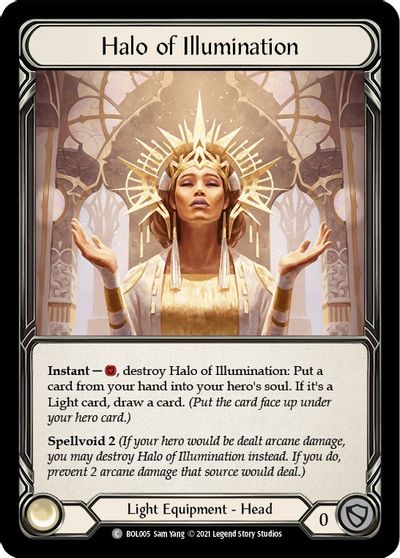 Halo of Illumination
Instant — , destroy Halo of Illumination: Put a
card from your hand into your hero's soul. If it's a
Light card, draw a card. (Put the card face up under
your hero card.)
Spellvoid 2 (If your hero would be dealt arcane damage,
you may destroy Halo of Illumination instead. If you do,
prevent 2 arcane damage that source would deal.)
Light Equipment - Head
0
C BOL005 Sam Yang © 2021 Legend Story Studios